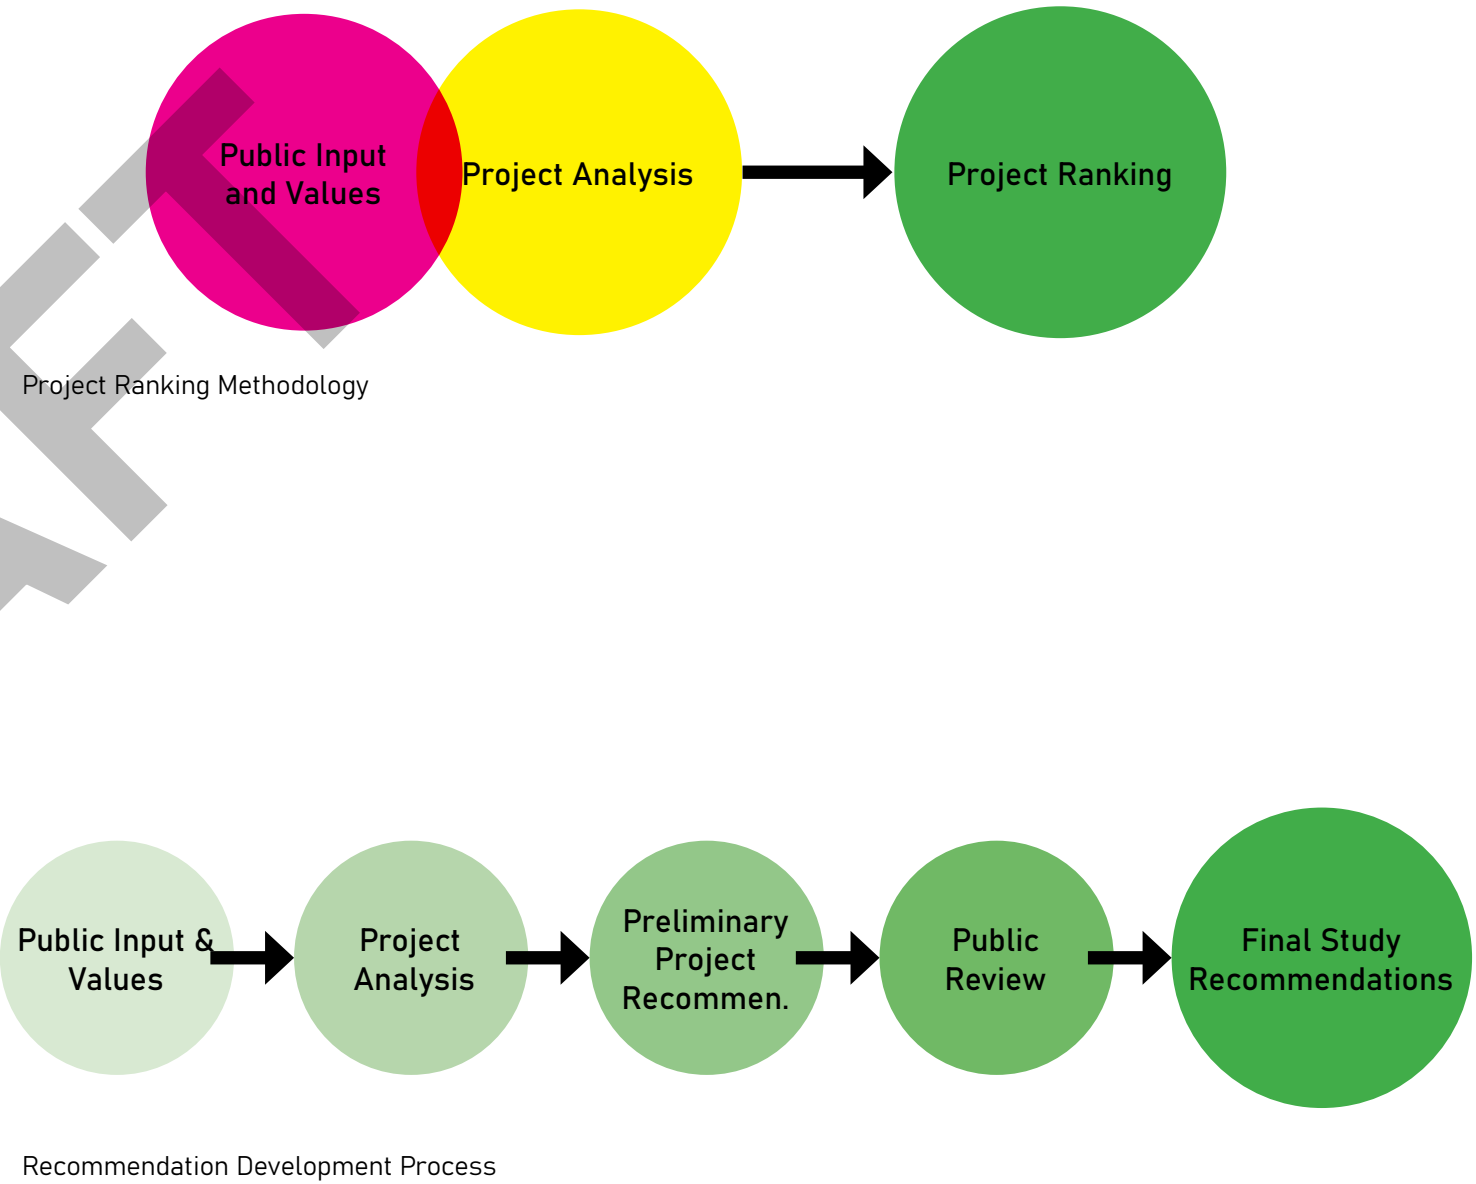 Public Input
and Values
Project Analysis
Project Ranking
Project Ranking Methodology
Public Input &
Values
Project
Analysis
Preliminary
Project
Recommen.
Public
Review
Final Study
Recommendations
Recommendation Development Process